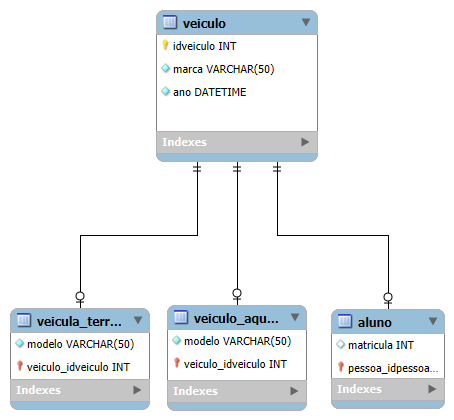 veiculo
idveiculo INT
marca VARCHAR(50)
ano DATETIME
Indexes
veicula_terr...
modelo VARCHAR(50)
veiculo_idveiculo INT
Indexes
veiculo_aqu...
modelo VARCHAR(50)
veiculo_idveiculo INT
Indexes
aluno
matricula INT
pessoa_idpessoa...
Indexes